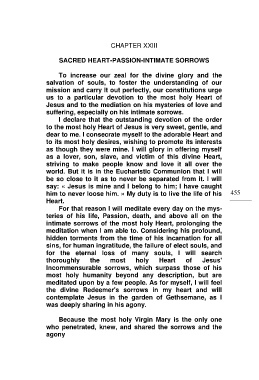 CHAPTER XXIII
SACRED HEART-PASSION-INTIMATE SORROWS
To increase our zeal for the divine glory and the
salvation of souls, to foster the understanding of our
mission and carry it out perfectly, our constitutions urge
us to a particular devotion to the most holy Heart of
Jesus and to the mediation on his mysteries of love and
suffering, especially on his intimate sorrows.
I declare that the outstanding devotion of the order
to the most holy Heart of Jesus is very sweet, gentle, and
dear to me. I consecrate myself to the adorable Heart and
to its most holy desires, wishing to promote its interests
as though they were mine. I will glory in offering myself
as a lover, son, slave, and victim of this divine Heart,
striving to make people know and love it all over the
world. But it is in the Eucharistic Communion that I will
be so close to it as to never be separated from it. I will
say: « Jesus is mine and I belong to him; I have caught
him to never loose him. » My duty is to live the life of his
Heart.
455
For that reason I will meditate every day on the mys-
teries of his life, Passion, death, and above all on the
intimate sorrows of the most holy Heart, prolonging the
meditation when I am able to. Considering his profound,
hidden torments from the time of his incarnation for all
sins, for human ingratitude, the failure of elect souls, and
for the eternal loss of many souls, I will search
thoroughly the most holy Heart of Jesus'
Incommensurable sorrows, which surpass those of his
most holy humanity beyond any description, but are
meditated upon by a few people. As for myself, I will feel
the divine Redeemer's sorrows in my heart and will
contemplate Jesus in the garden of Gethsemane, as I
was deeply sharing in his agony.
Because the most holy Virgin Mary is the only one
who penetrated, knew, and shared the sorrows and the
agony